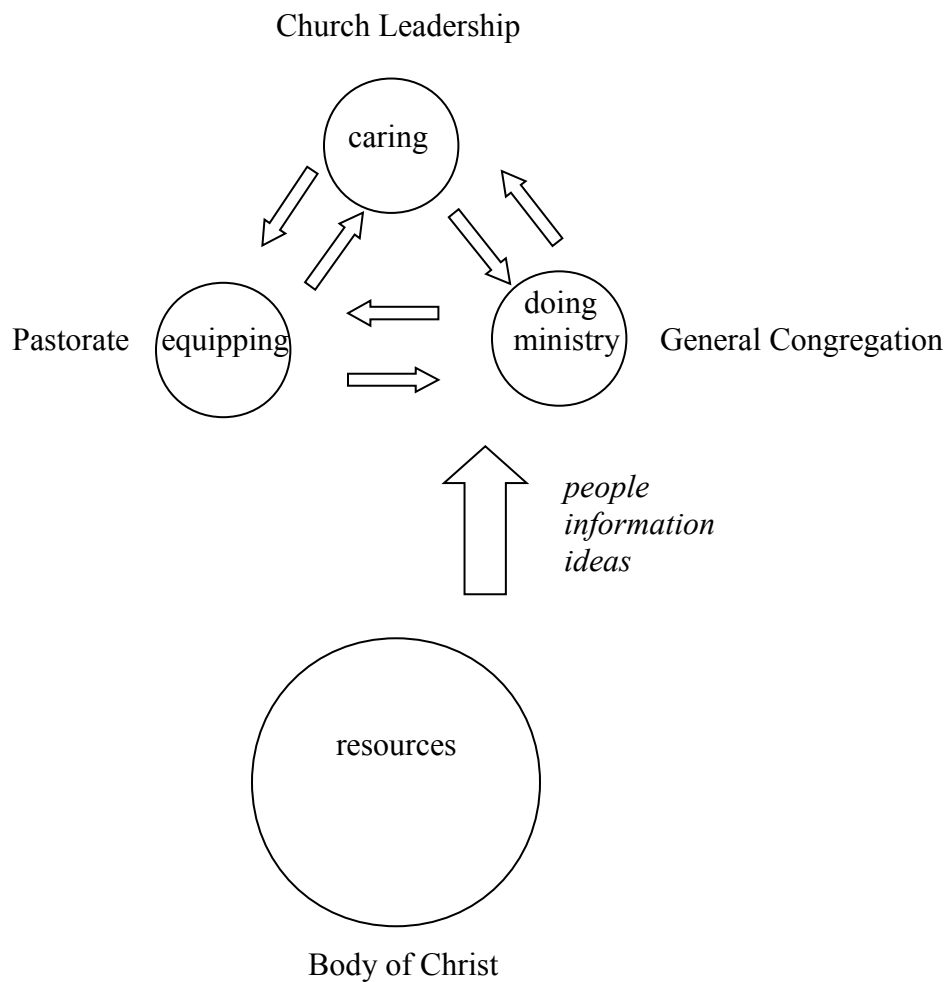 Church Leadership
caring
doing
ministry
Pastorate
equipping
General Congregation
people
information
ideas
resources
Body of Christ